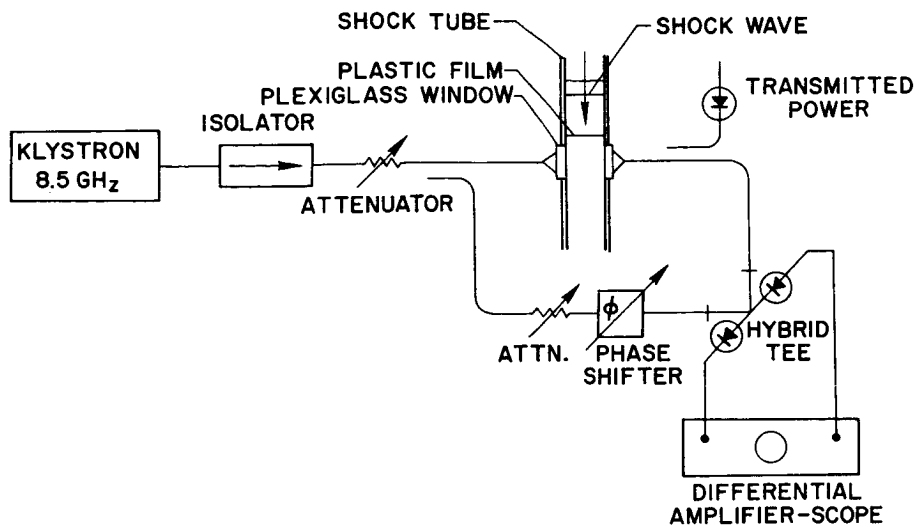 SHOCK TUBE
SHOCK WAVE
PLASTIC FILM
PLEXIGLASS WINDOW
TRANSMITTED
POWER
ISOLATOR
KLYSTRON
8.5 GHz
ATTENUATOR
ϕ
ATTN.
PHASE
SHIFTER
HYBRID
TEE
DIFFERENTIAL
AMPLIFIER-SCOPE